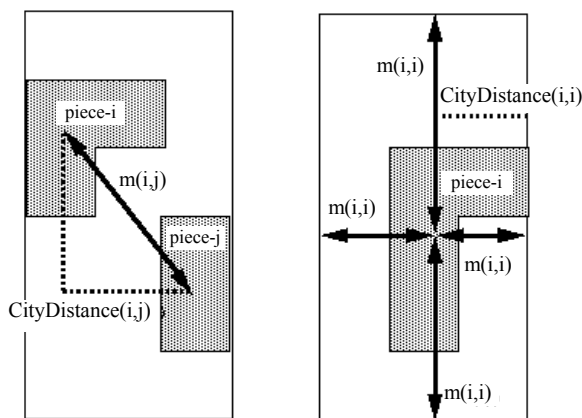 piece-i
m(i,j)
piece-j
CityDistance(i,j)
m(i,i)
CityDistance(i,i)
piece-i
m(i,i)
m(i,i)
m(i,i)